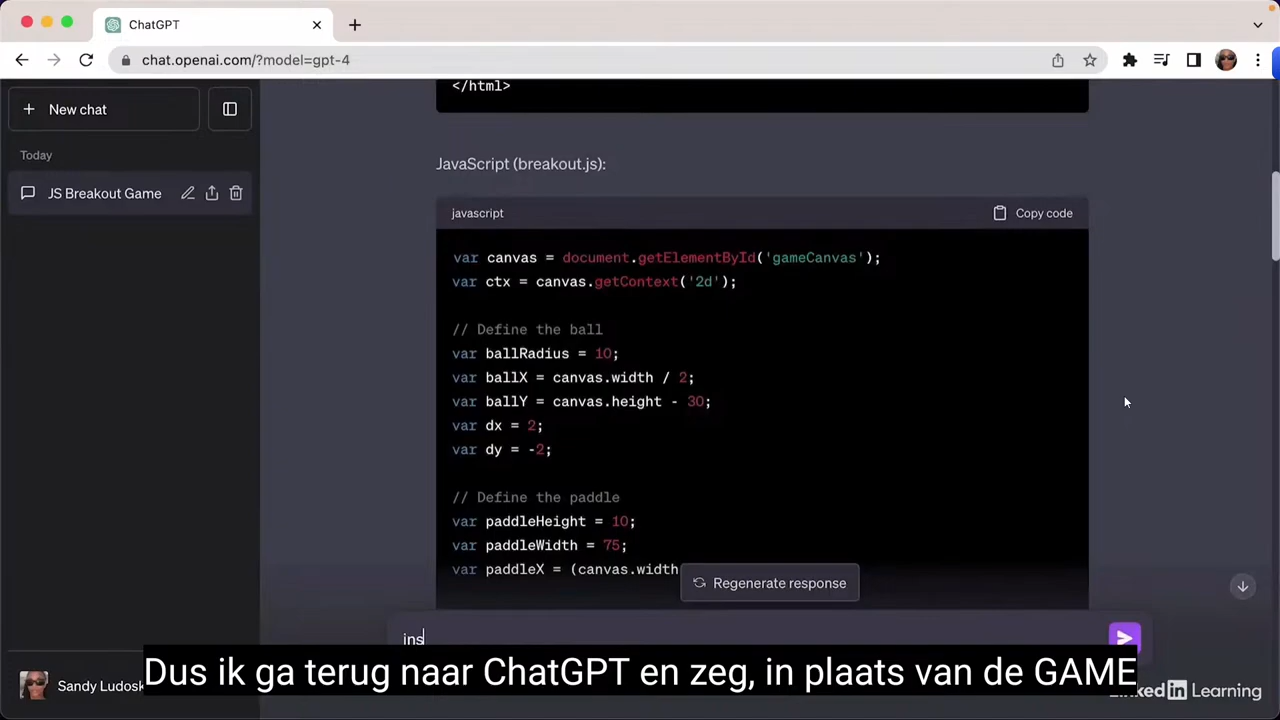 ChatGPT
chat.openai.com/?model=gpt-4
New chat
Today
JS Breakout Game
</html>
JavaScript (breakout.js):
javascript
Copy code
var canvas = document.getElementById('gameCanvas');
var ctx = canvas.getContext('2d');
// Define the ball
var ballRadius = 10;
var ballX = canvas.width / 2;
var ballY = canvas.height - 30;
var dx = 2;
var dy = -2;
// Define the paddle
var paddleHeight = 10;
var paddleWidth = 75;
var paddleX = (canvas.width
Regenerate response
ins
Sandy Ludosk
Dus ik ga terug naar ChatGPT en zeg, in plaats van de GAME
Linked in Learning